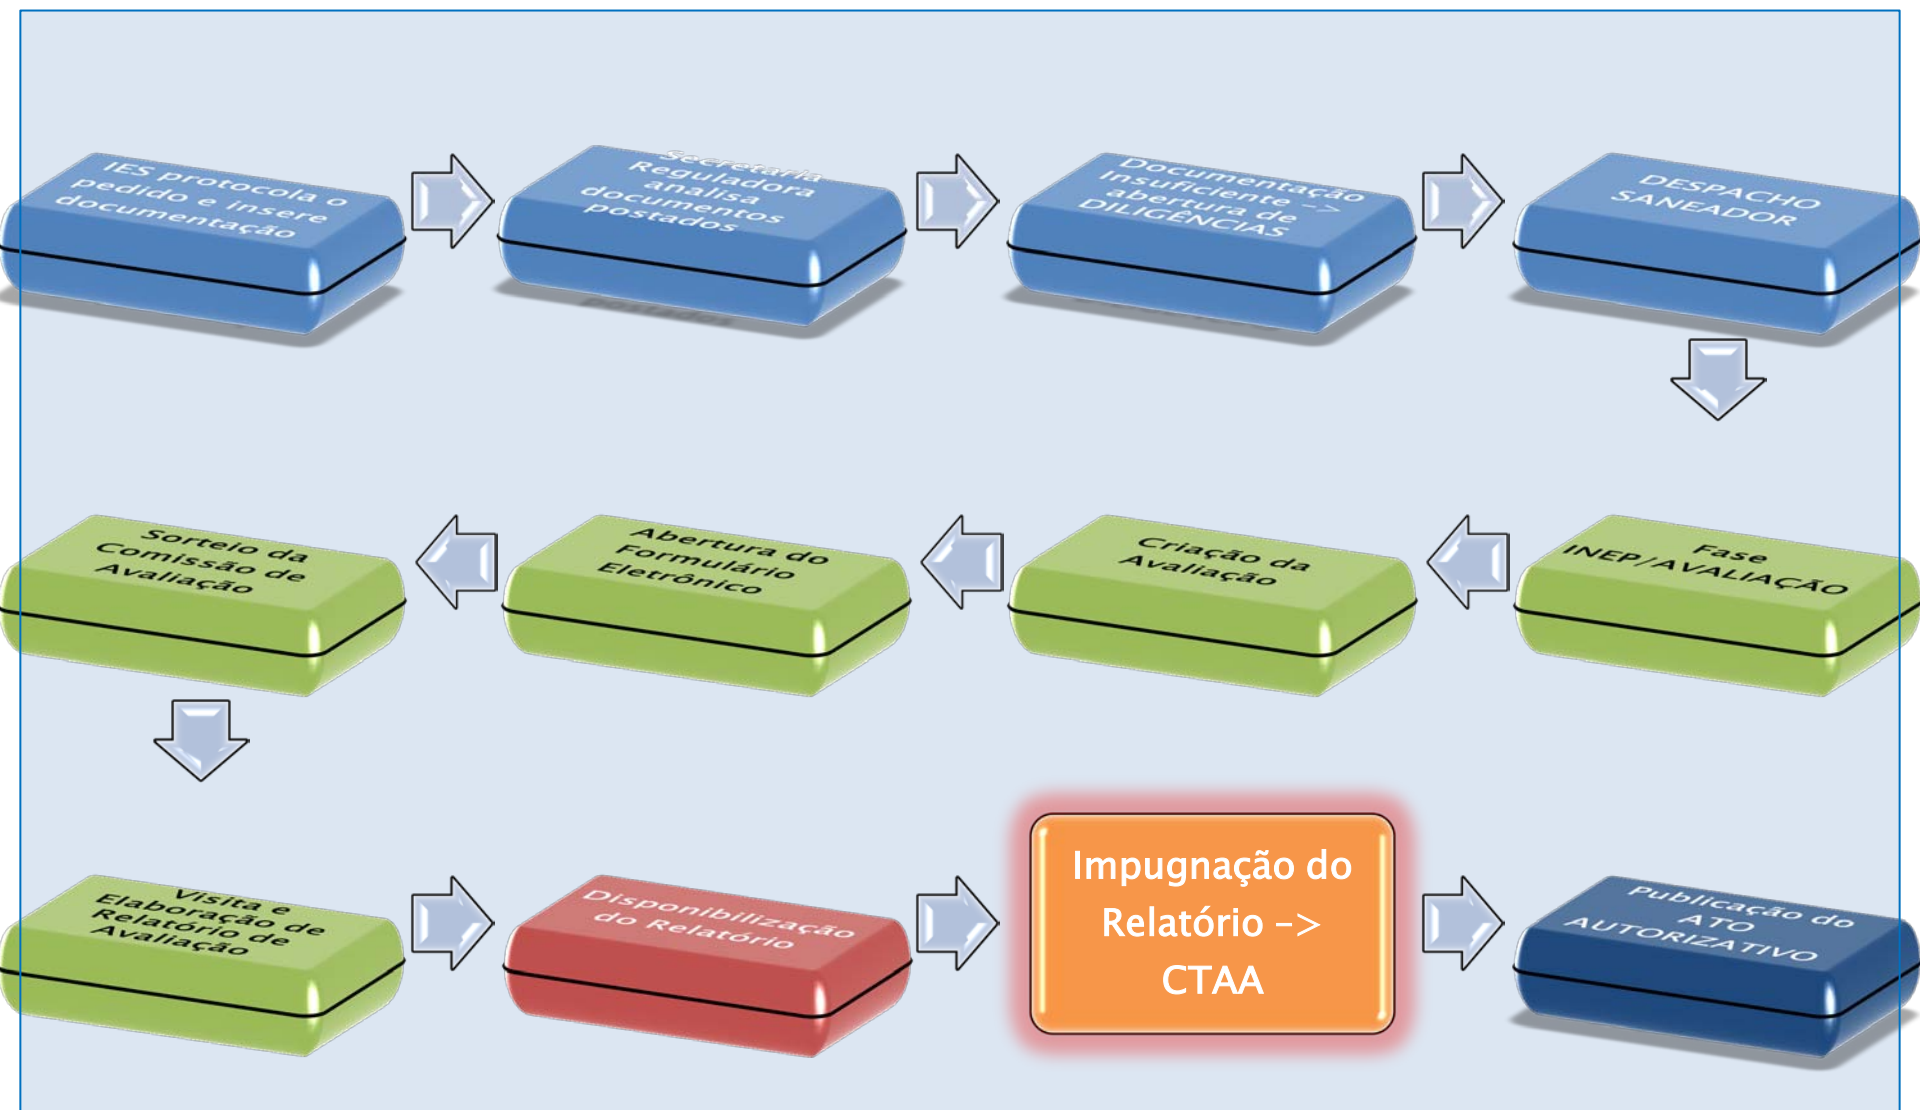 IES protocola o
pedido e insere
documentação
Secretaria
Reguladora
analisa
documentos
postados
Documentação
Insuficiente ->
abertura de
DILIGÊNCIAS
DESPACHO
SANEADOR
Fase
INEP/AVALIAÇÃO
Criação da
Avaliação
Abertura do
Formulário
Eletrônico
Sorteio da
Comissão de
Avaliação
Visita e
Elaboração de
Relatório de
Avaliação
Disponibilização
do Relatório
Impugnação do
Relatório ->
CTAA
Publicação do
ATO
AUTORIZATIVO